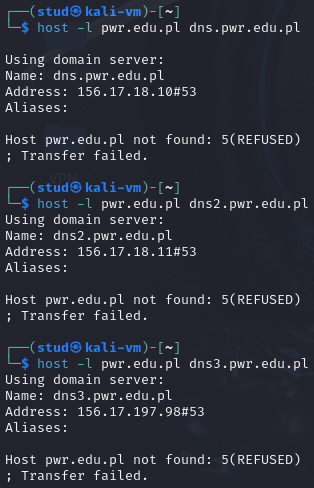 ┌──(stud㉿kali-vm)-[~]
└─$ host -l pwr.edu.pl dns.pwr.edu.pl
Using domain server:
Name: dns.pwr.edu.pl
Address: 156.17.18.10#53
Aliases:
Host pwr.edu.pl not found: 5(REFUSED)
; Transfer failed.
┌──(stud㉿kali-vm)-[~]
└─$ host -l pwr.edu.pl dns2.pwr.edu.pl
Using domain server:
Name: dns2.pwr.edu.pl
Address: 156.17.18.11#53
Aliases:
Host pwr.edu.pl not found: 5(REFUSED)
; Transfer failed.
┌──(stud㉿kali-vm)-[~]
└─$ host -l pwr.edu.pl dns3.pwr.edu.pl
Using domain server:
Name: dns3.pwr.edu.pl
Address: 156.17.197.98#53
Aliases:
Host pwr.edu.pl not found: 5(REFUSED)
; Transfer failed.